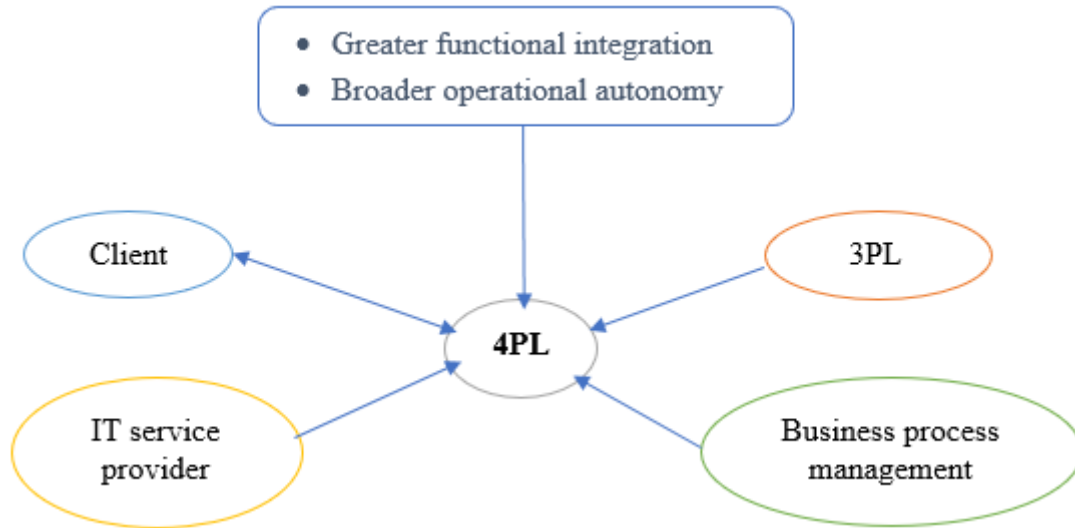 • Greater functional integration
• Broader operational autonomy
Client
3PL
4PL
IT service
provider
Business process
management